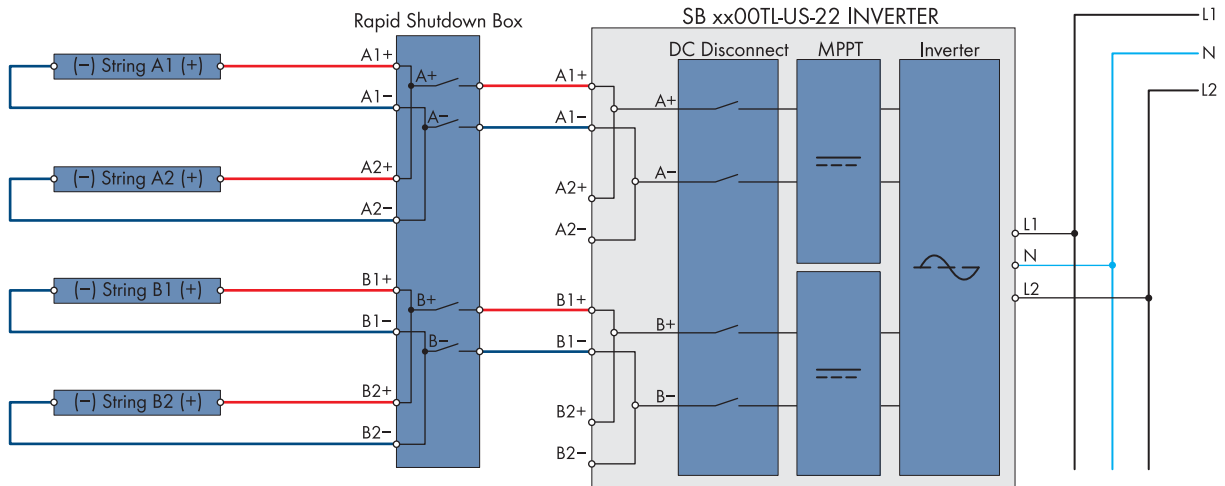 Rapid Shutdown Box
SB xx00TL-US-22 INVERTER
L1
N
L2
DC Disconnect
MPPT
Inverter
(−) String A1 (+)
A1+
A+
A1−
A−
(−) String A2 (+)
A2+
A2−
(−) String B1 (+)
B1+
B+
B1−
B−
(−) String B2 (+)
B2+
B2−
A1+
A+
A1−
A−
A2+
A2−
B1+
B+
B1−
B−
B2+
B2−
L1
N
L2